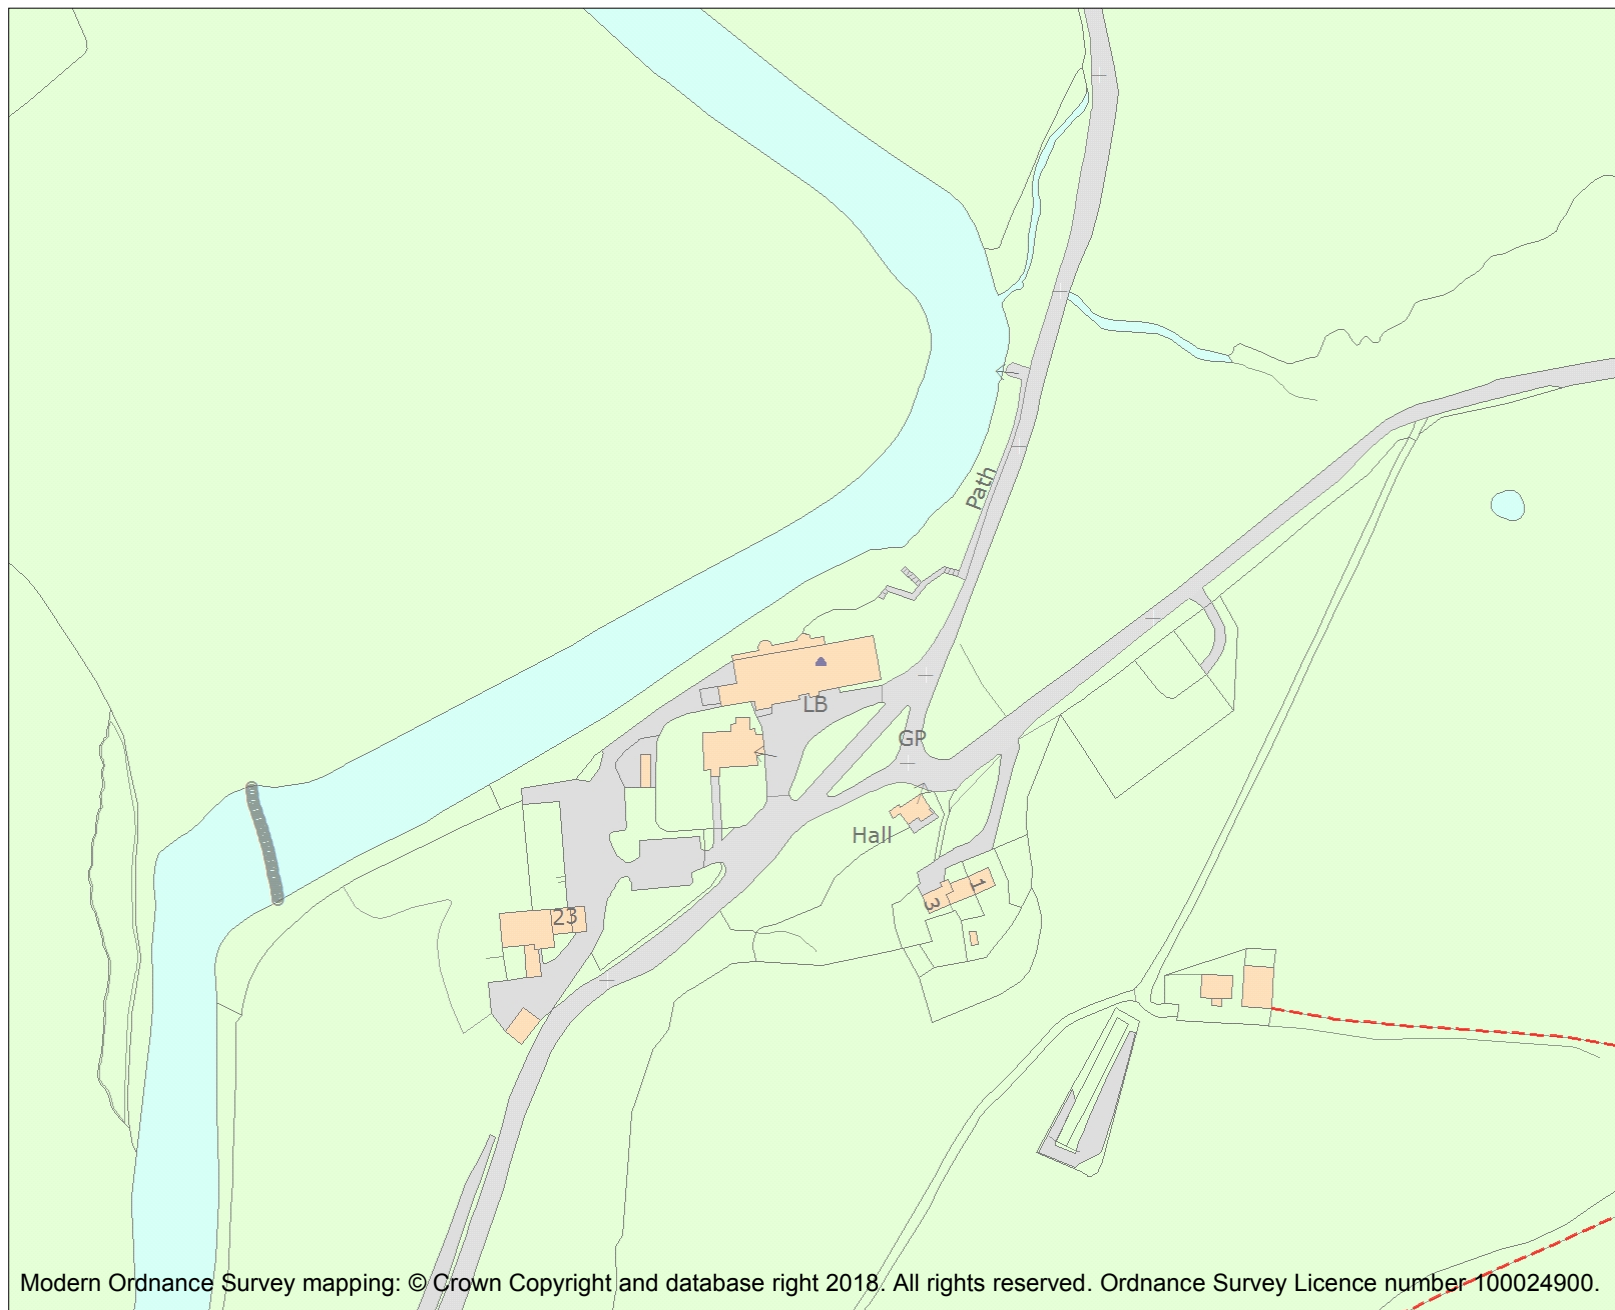 Path
LB
GP
Hall
1
3
23
Modern Ordnance Survey mapping: © Crown Copyright and database right 2018. All rights reserved. Ordnance Survey Licence number 100024900.